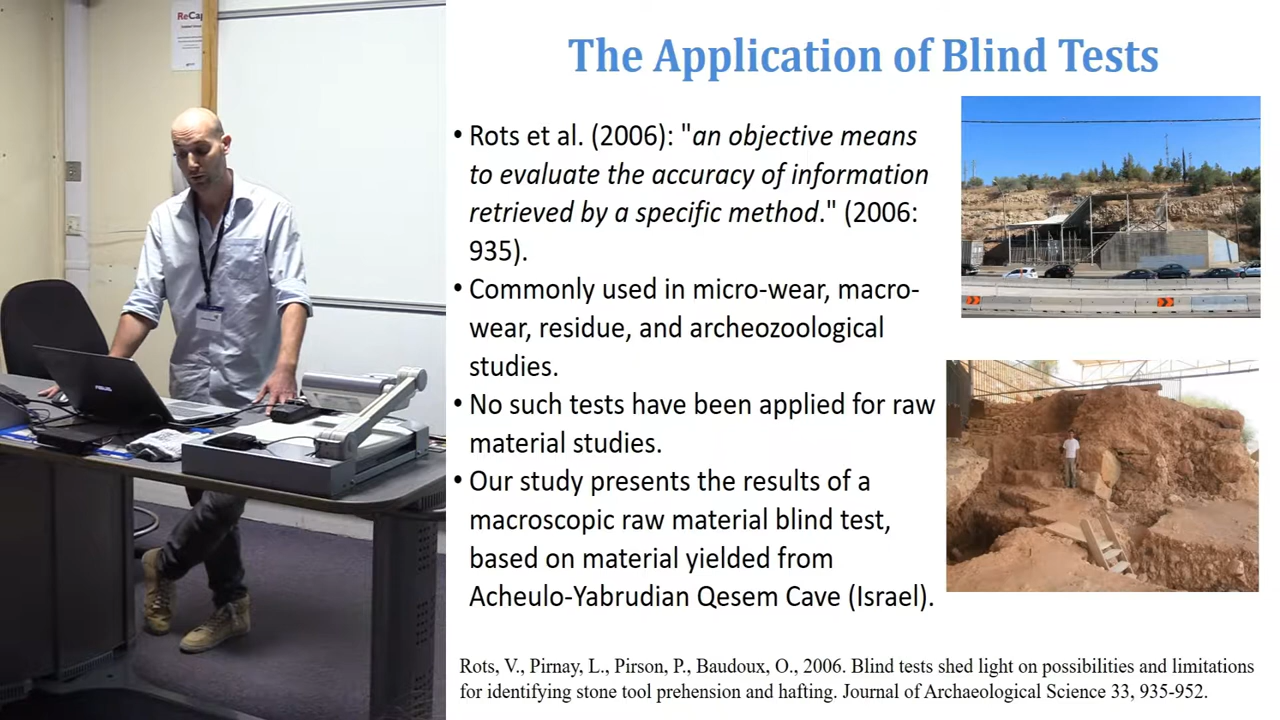 The Application of Blind Tests
• Rots et al. (2006): "an objective means
to evaluate the accuracy of information
retrieved by a specific method." (2006:
935).
• Commonly used in micro-wear, macro-
wear, residue, and archeozoological
studies.
• No such tests have been applied for raw
material studies.
• Our study presents the results of a
macroscopic raw material blind test,
based on material yielded from
Acheulo-Yabrudian Qesem Cave (Israel).
Rots, V., Pirnay, L., Pirson, P., Baudoux, O., 2006. Blind tests shed light on possibilities and limitations
for identifying stone tool prehension and hafting. Journal of Archaeological Science 33, 935-952.
ReCap
ASUS